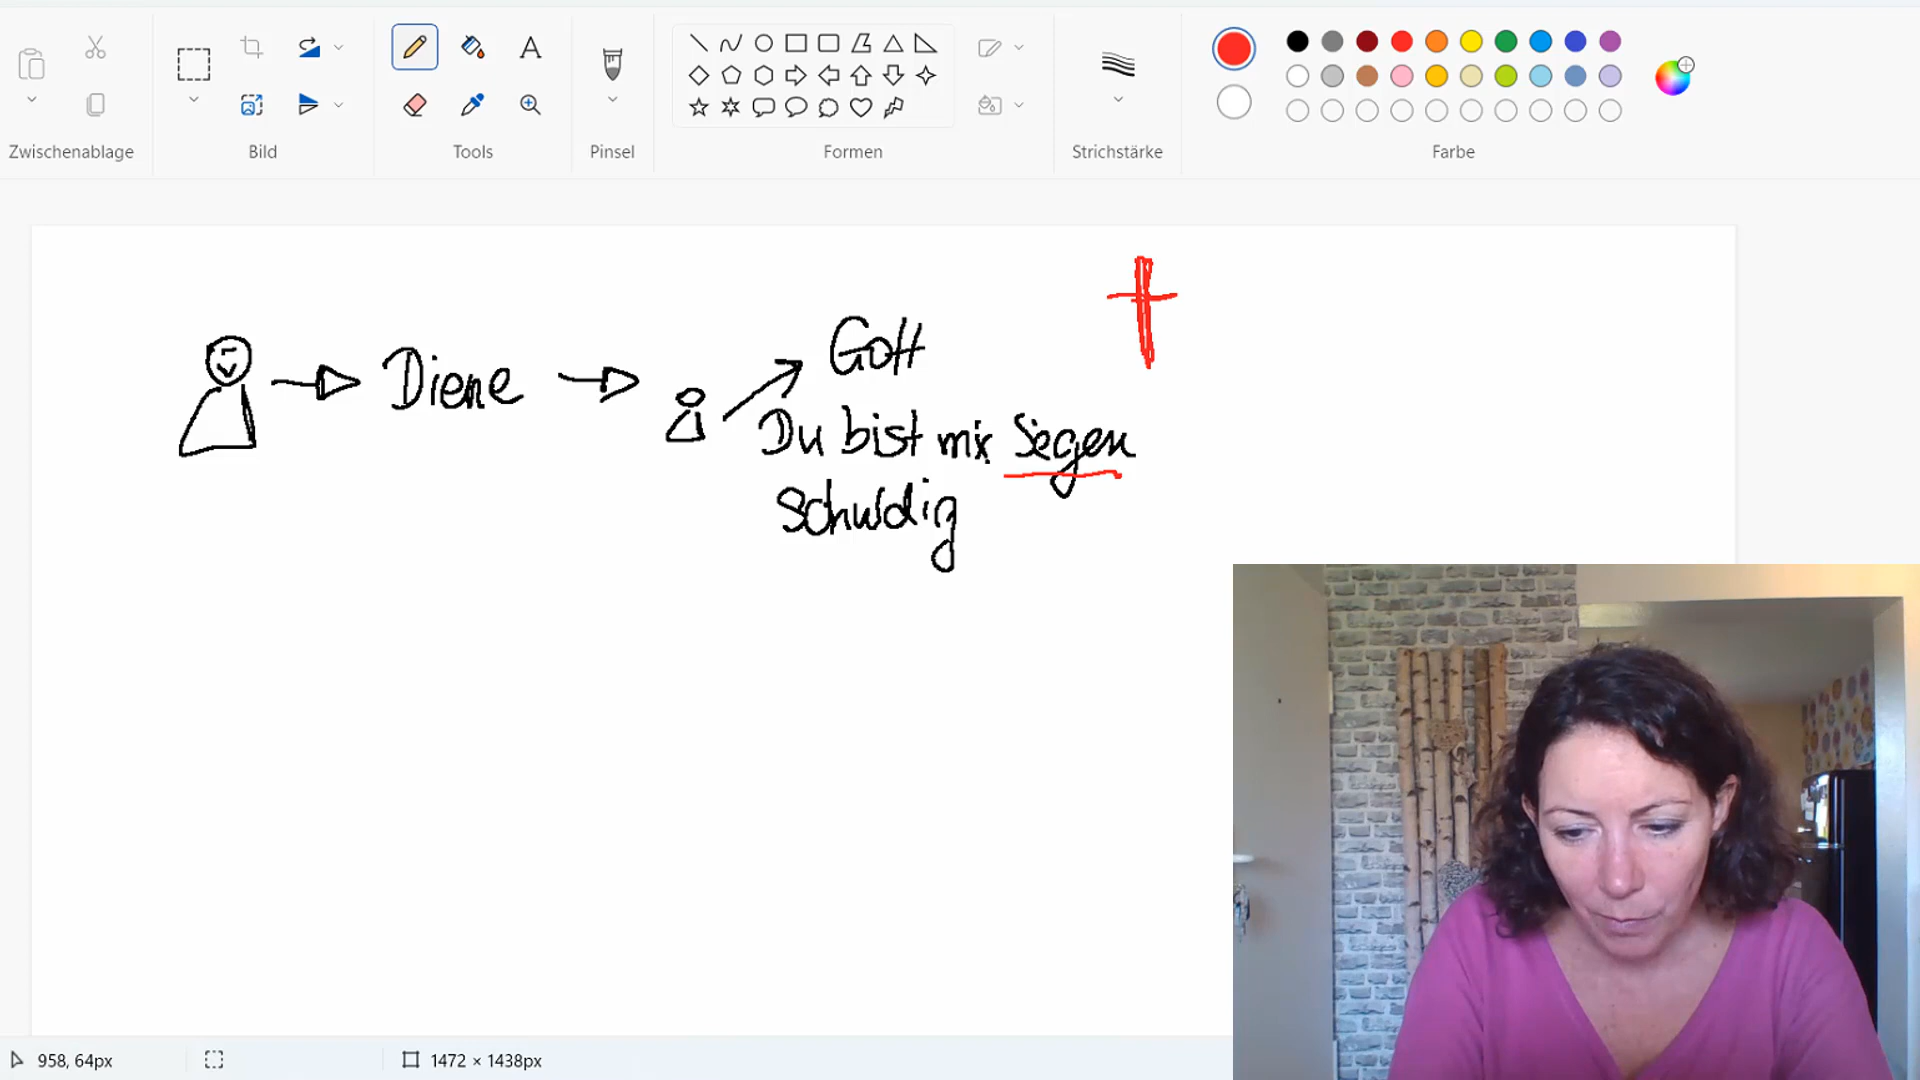 Zwischenablage
Bild
Tools
Pinsel
Formen
Strichstärke
Farbe
Gott
Diene
Du bist mir Segen
schuldig
958, 64px
1472 × 1438px